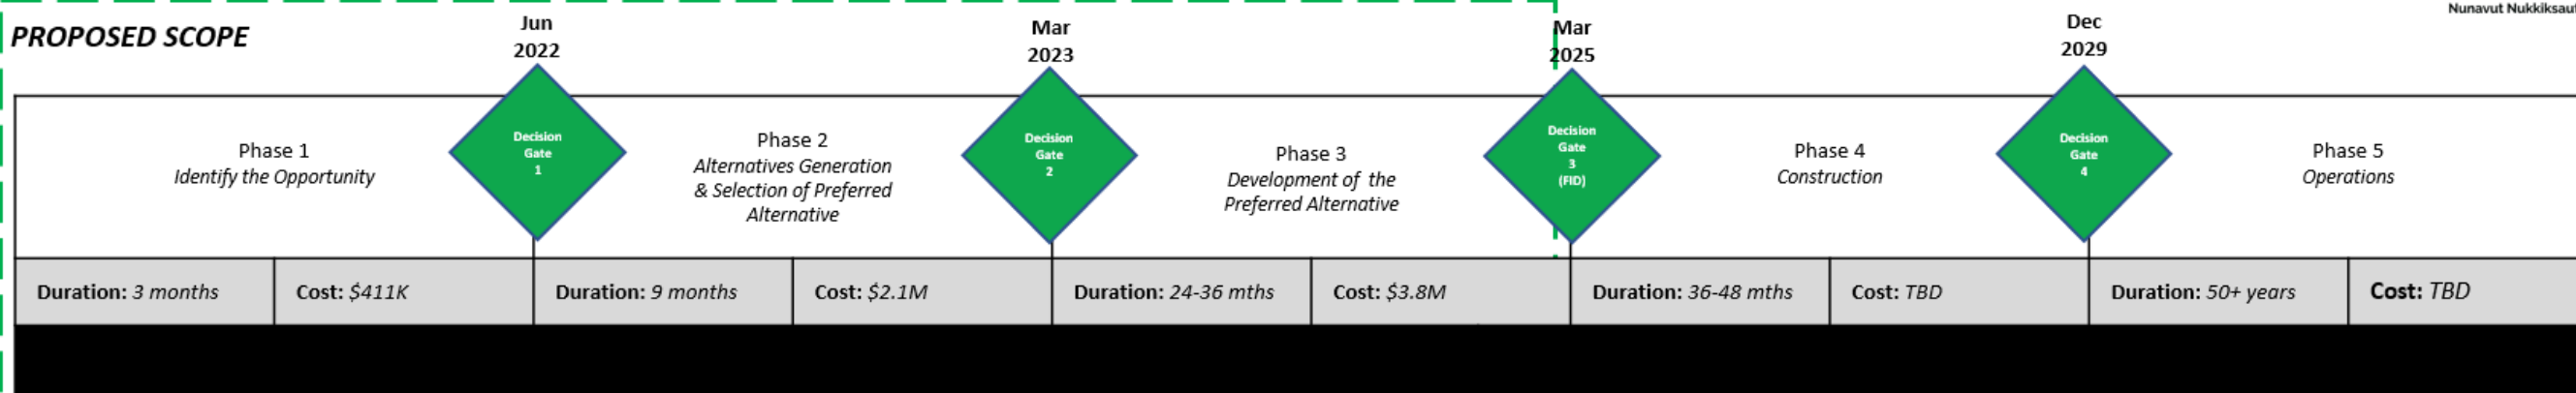 Nunavut Nukkiksaut
PROPOSED SCOPE
Jun
2022
Mar
2023
Mar
2025
Dec
2029
Phase 1
Identify the Opportunity
Decision
Gate
1
Phase 2
Alternatives Generation
& Selection of Preferred
Alternative
Decision
Gate
2
Phase 3
Development of the
Preferred Alternative
Decision
Gate
3
(FID)
Phase 4
Construction
Decision
Gate
4
Phase 5
Operations
Duration: 3 months
Cost: $411K
Duration: 9 months
Cost: $2.1M
Duration: 24-36 mths
Cost: $3.8M
Duration: 36-48 mths
Cost: TBD
Duration: 50+ years
Cost: TBD